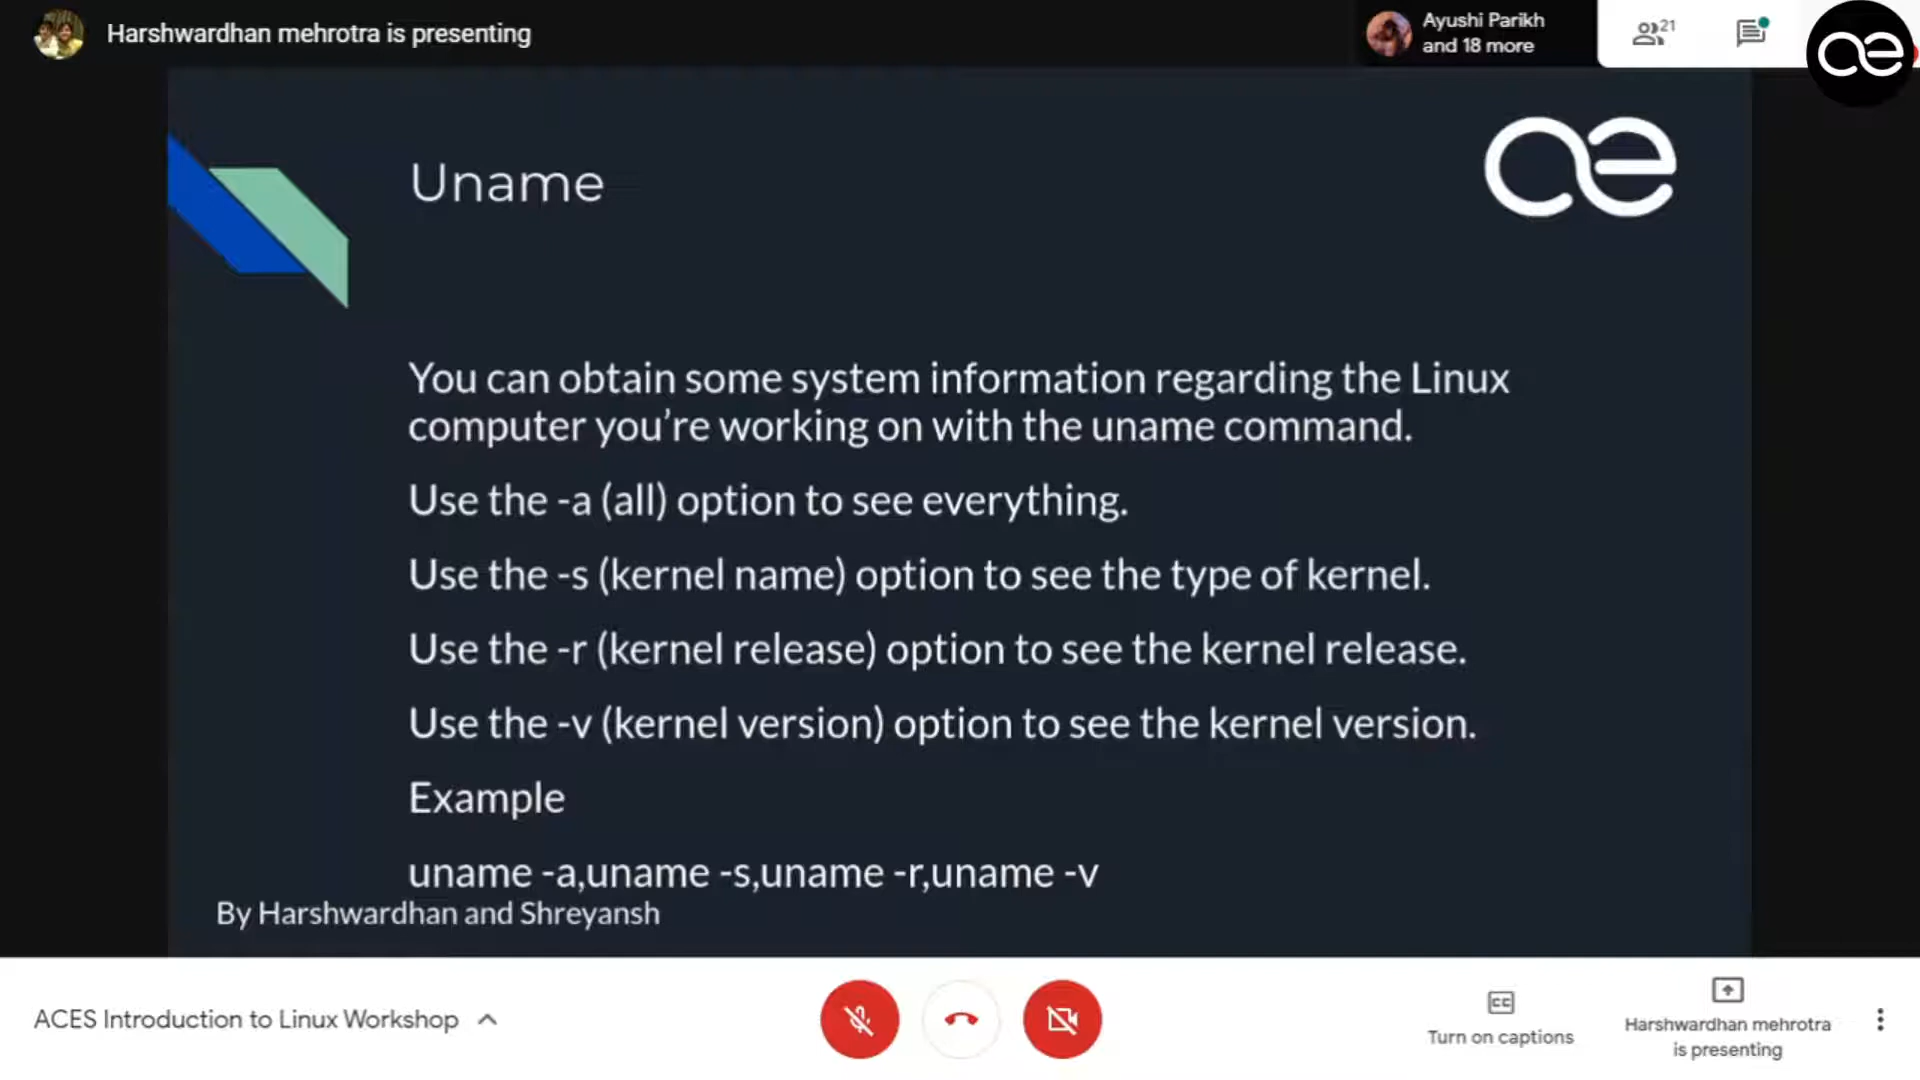 Harshwardhan mehrotra is presenting
Ayushi Parikh
and 18 more
21
Uname
You can obtain some system information regarding the Linux
computer you’re working on with the uname command.
Use the -a (all) option to see everything.
Use the -s (kernel name) option to see the type of kernel.
Use the -r (kernel release) option to see the kernel release.
Use the -v (kernel version) option to see the kernel version.
Example
uname -a,uname -s,uname -r,uname -v
By Harshwardhan and Shreyansh
ACES Introduction to Linux Workshop
CC
Turn on captions
Harshwardhan mehrotra
is presenting